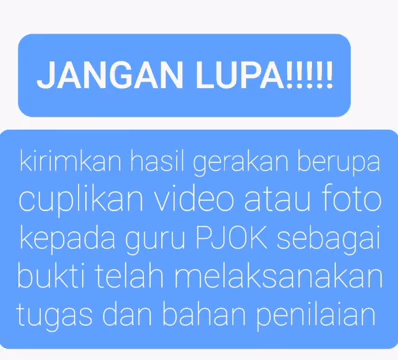 JANGAN LUPA!!!!!
kirimkan hasil gerakan berupa
cuplikan video atau foto
kepada guru PJOK sebagai
bukti telah melaksanakan
tugas dan bahan penilaian